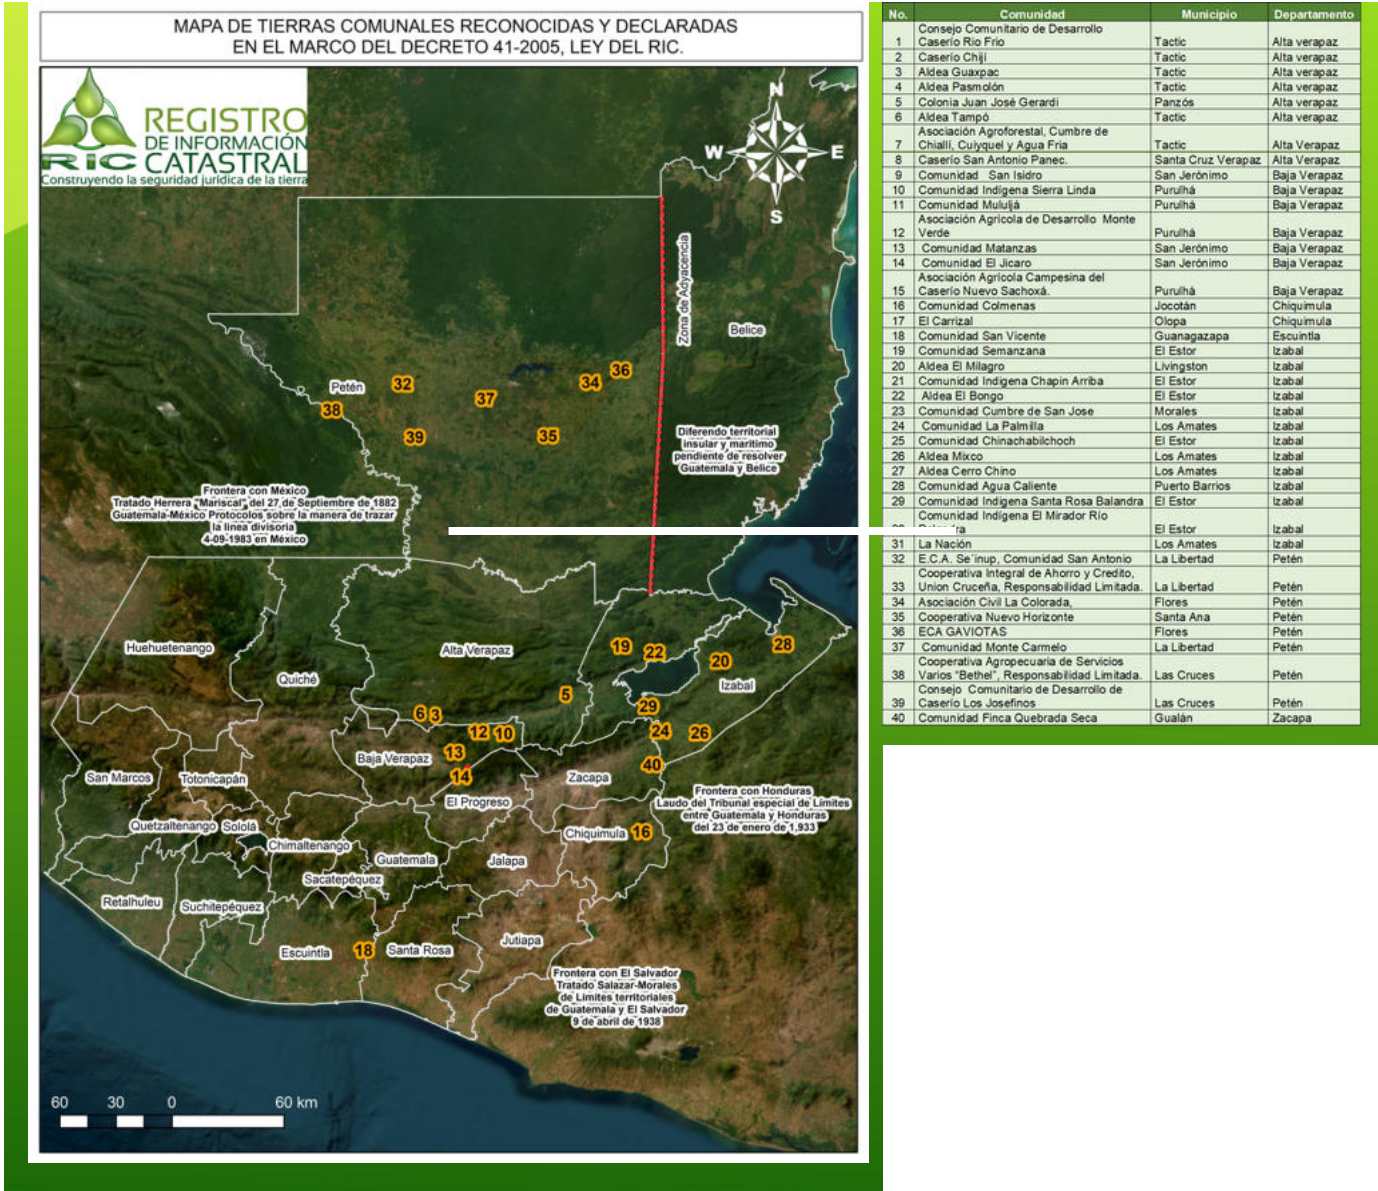 MAPA DE TIERRAS COMUNALES RECONOCIDAS Y DECLARADAS
EN EL MARCO DEL DECRETO 41-2005, LEY DEL RIC.
REGISTRO
DE INFORMACIÓN
RIC CATASTRAL
Construyendo la seguridad jurídica de la tierra
N
W E
S
Zona de Adyacencia
Belice
Petén
32
34
36
37
38
39
35
Diferendo territorial
insular y marítimo
pendiente de resolver
Guatemala y Belice
Frontera con México
Tratado Herrera "Mariscal" del 27 de Septiembre de 1882
Guatemala-México Protocolos sobre la manera de trazar
la línea divisoria
4-09-1983 en México
Huehuetenango
Quiché
Alta Verapaz
19
22
20
28
Izabal
5
29
6
3
12
10
24
26
Baja Verapaz
13
14
40
San Marcos
Totonicapán
El Progreso
Zacapa
Frontera con Honduras
Laudo del Tribunal especial de Límites
entre Guatemala y Honduras
del 23 de enero de 1,933
Quetzaltenango
Sololá
Chimaltenango
Guatemala
Jalapa
Chiquimula
16
Sacatepéquez
Retalhuleu
Suchitepéquez
Escuintla
18
Santa Rosa
Jutiapa
Frontera con El Salvador
Tratado Salazar-Morales
de Límites territoriales
de Guatemala y El Salvador
9 de abril de 1938
60 30 0 60 km
No. Comunidad Municipio Departamento
Consejo Comunitario de Desarrollo
1 Caserío Rio Frio Tactic Alta verapaz
2 Caserío Chijí Tactic Alta verapaz
3 Aldea Guaxpac Tactic Alta verapaz
4 Aldea Pasmolón Tactic Alta verapaz
5 Colonia Juan José Gerardi Panzós Alta verapaz
6 Aldea Tampó Tactic Alta verapaz
Asociación Agroforestal, Cumbre de
7 Chiallí, Cuiyquel y Agua Fria Tactic Alta Verapaz
8 Caserío San Antonio Panec. Santa Cruz Verapaz Alta Verapaz
9 Comunidad San Isidro San Jerónimo Baja Verapaz
10 Comunidad Indígena Sierra Linda Purulhá Baja Verapaz
11 Comunidad Mululjá Purulhá Baja Verapaz
Asociación Agrícola de Desarrollo Monte
12 Verde Purulhá Baja Verapaz
13 Comunidad Matanzas San Jerónimo Baja Verapaz
14 Comunidad El Jicaro San Jerónimo Baja Verapaz
Asociación Agrícola Campesina del
15 Caserío Nuevo Sachoxá. Purulhá Baja Verapaz
16 Comunidad Colmenas Jocotán Chiquimula
17 El Carrizal Olopa Chiquimula
18 Comunidad San Vicente Guanagazapa Escuintla
19 Comunidad Semanzana El Estor Izabal
20 Aldea El Milagro Livingston Izabal
21 Comunidad Indigena Chapin Arriba El Estor Izabal
22 Aldea El Bongo El Estor Izabal
23 Comunidad Cumbre de San Jose Morales Izabal
24 Comunidad La Palmilla Los Amates Izabal
25 Comunidad Chinachabilchoch El Estor Izabal
26 Aldea Mixco Los Amates Izabal
27 Aldea Cerro Chino Los Amates Izabal
28 Comunidad Agua Caliente Puerto Barrios Izabal
29 Comunidad Indigena Santa Rosa Balandra El Estor Izabal
Comunidad Indígena El Mirador Río
El Estor Izabal
31 La Nación Los Amates Izabal
32 E.C.A. Se´inup, Comunidad San Antonio La Libertad Petén
Cooperativa Integral de Ahorro y Credito,
33 Union Cruceña, Responsabilidad Limitada. La Libertad Petén
34 Asociación Civil La Colorada, Flores Petén
35 Cooperativa Nuevo Horizonte Santa Ana Petén
36 ECA GAVIOTAS Flores Petén
37 Comunidad Monte Carmelo La Libertad Petén
Cooperativa Agropecuaria de Servicios
38 Varios "Bethel", Responsabilidad Limitada. Las Cruces Petén
Consejo Comunitario de Desarrollo de
39 Caserío Los Josefinos Las Cruces Petén
40 Comunidad Finca Quebrada Seca Gualán Zacapa